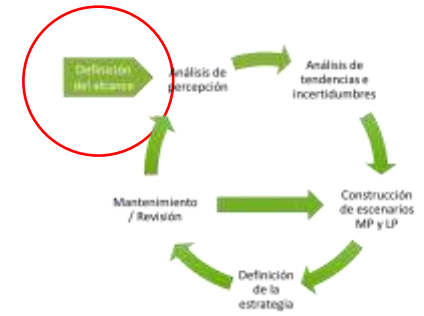 Definición
del alcance
Análisis de
percepción
Análisis de
tendencias e
incertidumbres
Construcción
de escenarios
MP y LP
Definición
de la
estrategia
Mantenimiento
/ Revisión